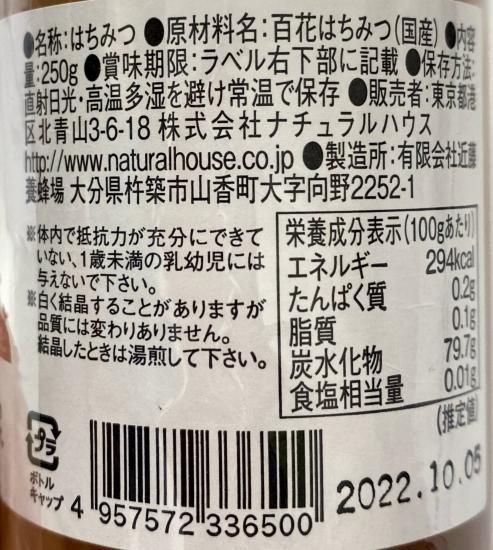 ●名称:はちみつ ●原材料名:百花はちみつ(国産) ●内容
量:250g ●賞味期限:ラベル右下部に記載 ●保存方法:
直射日光・高温多湿を避け常温で保存 ●販売者:東京都港
区北青山3-6-18 株式会社ナチュラルハウス
http://www.naturalhouse.co.jp ●製造所:有限会社近藤
養蜂場 大分県杵築市山香町大字向野2252-1
※体内で抵抗力が充分にできて
いない、1歳未満の乳幼児には
与えないで下さい。
※白く結晶することがありますが
品質には変わりありません。
結晶したときは湯煎して下さい。
栄養成分表示(100gあたり)
エネルギー 294kcal
たんぱく質 0.2g
脂質 0.1g
炭水化物 79.7g
食塩相当量 0.01g
(推定値)
プラ
ボトル
キャップ
4 957572 336500
2022.10.05